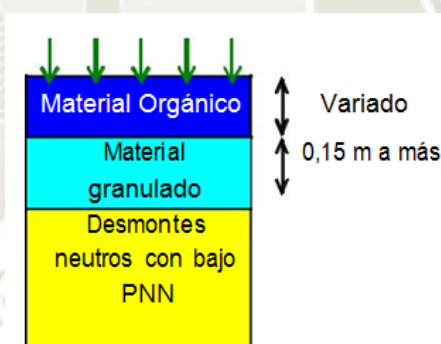 Material Orgánico
Variado
Material
granulado
0,15 m a más
Desmontes
neutros con bajo
PNN